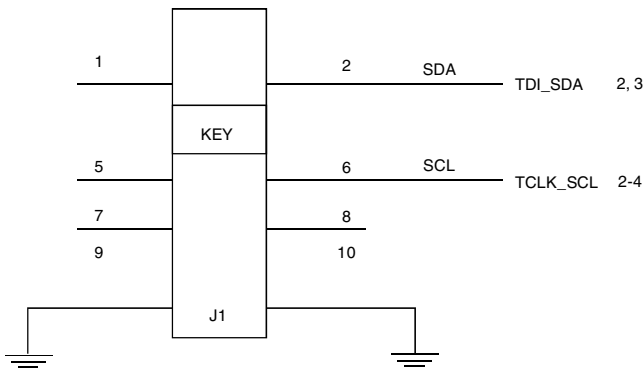 1 2 SDA TDI_SDA 2, 3
KEY
5 6 SCL TCLK_SCL 2-4
7 8
9 10
J1